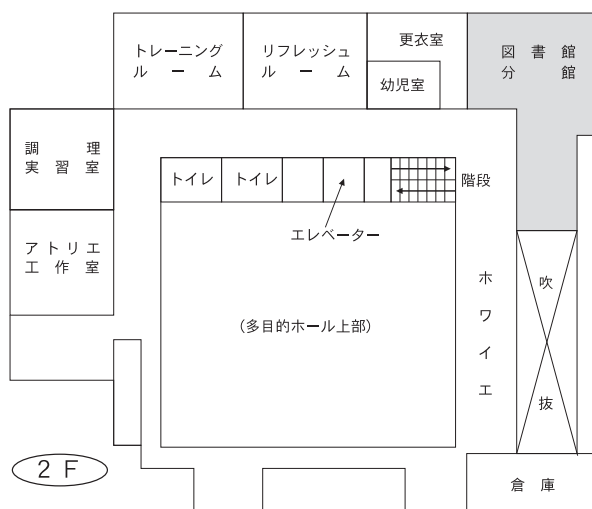 トレーニング
ルーム
リフレッシュ
ルーム
更衣室
幼児室
図書館
分館
調理
実習室
トイレ
トイレ
階段
エレベーター
アトリエ
工作室
ホワイエ
(多目的ホール上部)
吹抜
2F
倉庫